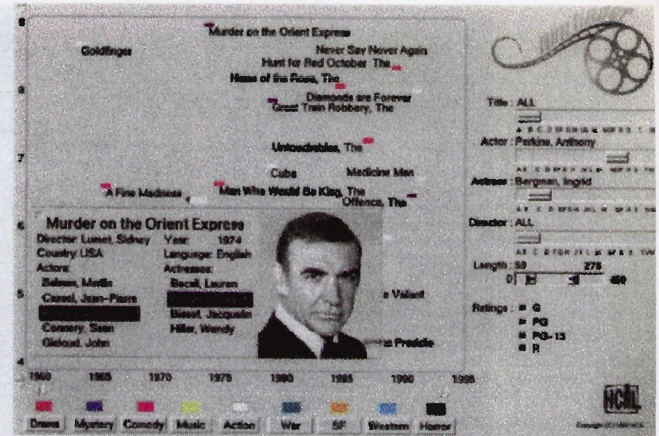 Murder on the Orient Express
Goldfinger
Never Say Never Again
Hunt for Red October The
Name of the Rose, The
Diamonds are Forever
Great Train Robbery, The
Untouchables, The
Cuba
Medicine Man
A Fine Madness
Man Who Would Be King, The
Offence, The
Murder on the Orient Express
Director: Lumet, Sidney Year: 1974
Country: USA Language: English
Actors: Actresses:
Balsam, Martin Bacall, Lauren
Cassel, Jean-Pierre
Bisset, Jacquelin
Connery, Sean Hiller, Wendy
Gielgud, John
Valiant
Freddie
8
7
6
5
4
1960 1965 1970 1975 1980 1985 1990 1995
Drama Mystery Comedy Music Action War SF Western Horror
Title: ALL
Actor: Perkins, Anthony
Actress: Bergman, Ingrid
Director: ALL
Length: 59 275
0 450
Ratings: G
PG
PG-13
R
HCIL